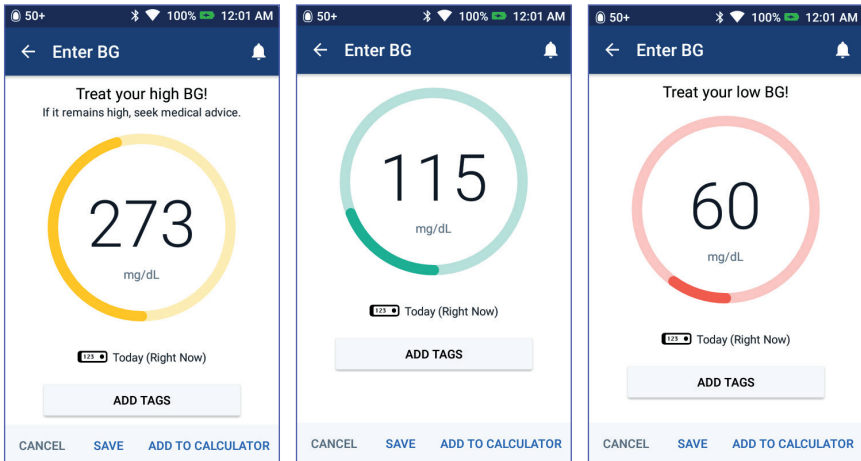 50+ 100% 12:01 AM
Enter BG
Treat your high BG!
If it remains high, seek medical advice.
273
mg/dL
123 Today (Right Now)
ADD TAGS
CANCEL SAVE ADD TO CALCULATOR
50+ 100% 12:01 AM
Enter BG
115
mg/dL
123 Today (Right Now)
ADD TAGS
CANCEL SAVE ADD TO CALCULATOR
50+ 100% 12:01 AM
Enter BG
Treat your low BG!
60
mg/dL
123 Today (Right Now)
ADD TAGS
CANCEL SAVE ADD TO CALCULATOR